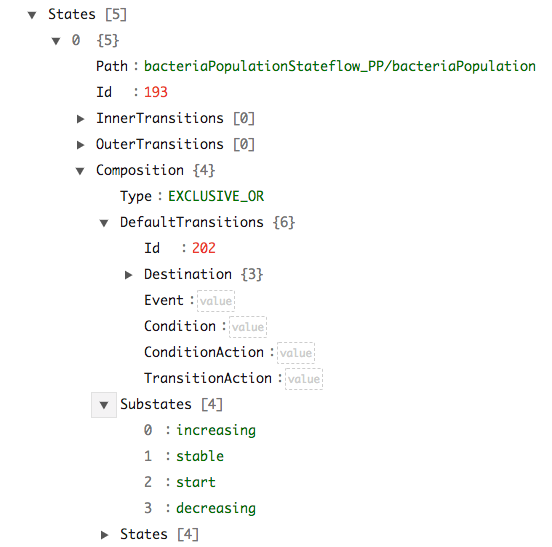 States [5]
0 {5}
Path : bacteriaPopulationStateflow_PP/bacteriaPopulation
Id : 193
InnerTransitions [0]
OuterTransitions [0]
Composition {4}
Type : EXCLUSIVE_OR
DefaultTransitions {6}
Id : 202
Destination {3}
Event : value
Condition : value
ConditionAction : value
TransitionAction : value
Substates [4]
0 : increasing
1 : stable
2 : start
3 : decreasing
States [4]